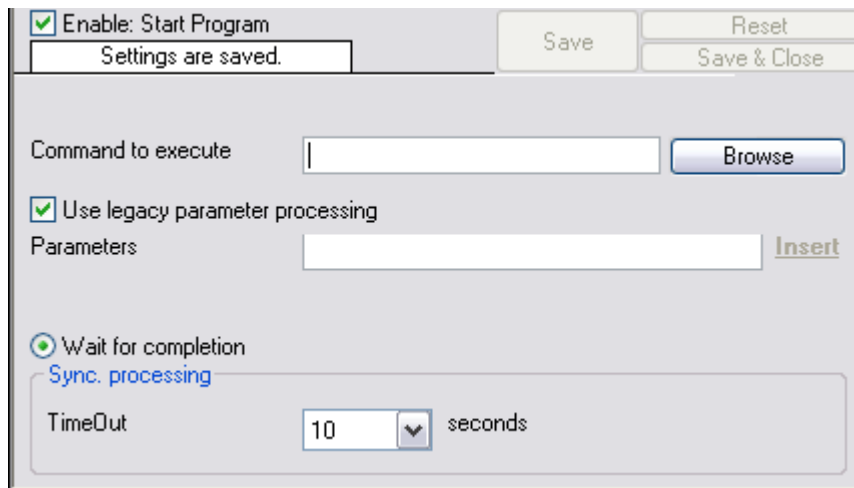 Enable: Start Program
Settings are saved.
Save
Reset
Save & Close
Command to execute
Browse
Use legacy parameter processing
Parameters
Insert
Wait for completion
Sync. processing
TimeOut 10 seconds